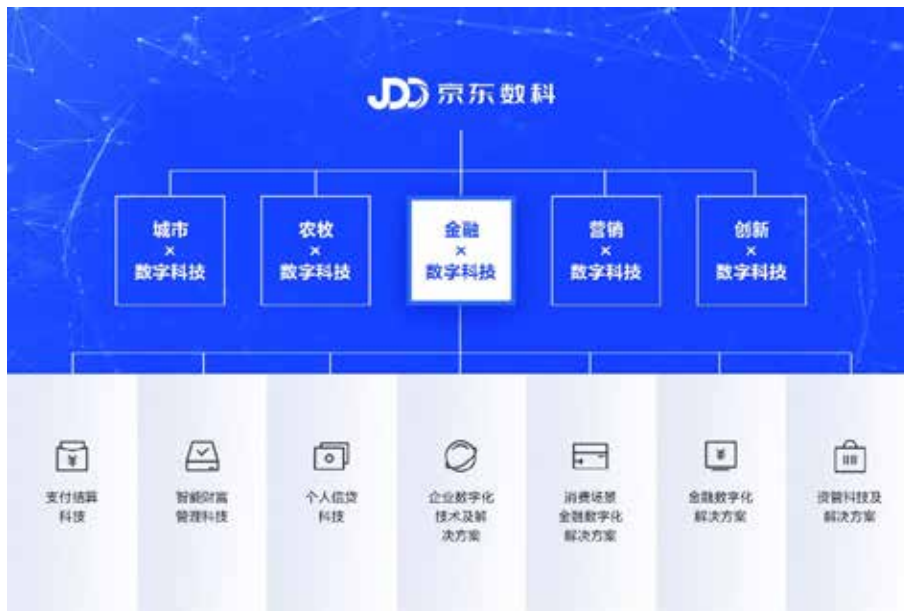 JDD 京东数科
城市
×
数字科技
农牧
×
数字科技
金融
×
数字科技
营销
×
数字科技
创新
×
数字科技
支付结算
科技
智能财富
管理科技
个人信贷
科技
企业数字化
技术及解
决方案
消费场景
金融数字化
解决方案
金融数字化
解决方案
资管科技及
解决方案